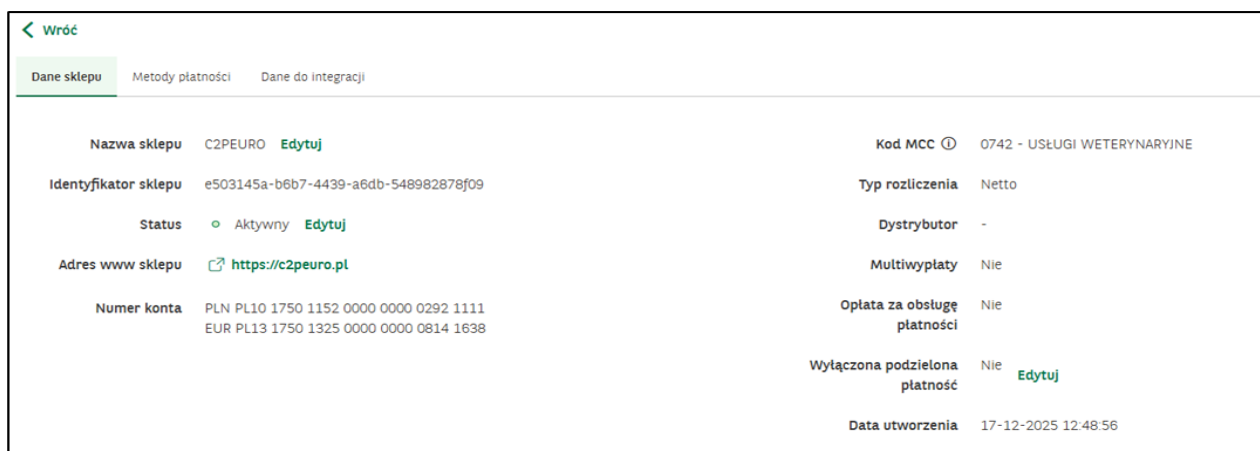 Wróć
Dane sklepu Metody płatności Dane do integracji
Nazwa sklepu C2PEURO Edytuj
Identyfikator sklepu e503145a-b6b7-4439-a6db-548982878f09
Status Aktywny Edytuj
Adres www sklepu https://c2peuro.pl
Numer konta PLN PL10 1750 1152 0000 0000 0292 1111
EUR PL13 1750 1325 0000 0000 0814 1638
Kod MCC 0742 - USŁUGI WETERYNARYJNE
Typ rozliczenia Netto
Dystrybutor -
Multiwypłaty Nie
Opłata za obsługę Nie
płatności
Wyłączona podzielona Nie Edytuj
płatność
Data utworzenia 17-12-2025 12:48:56